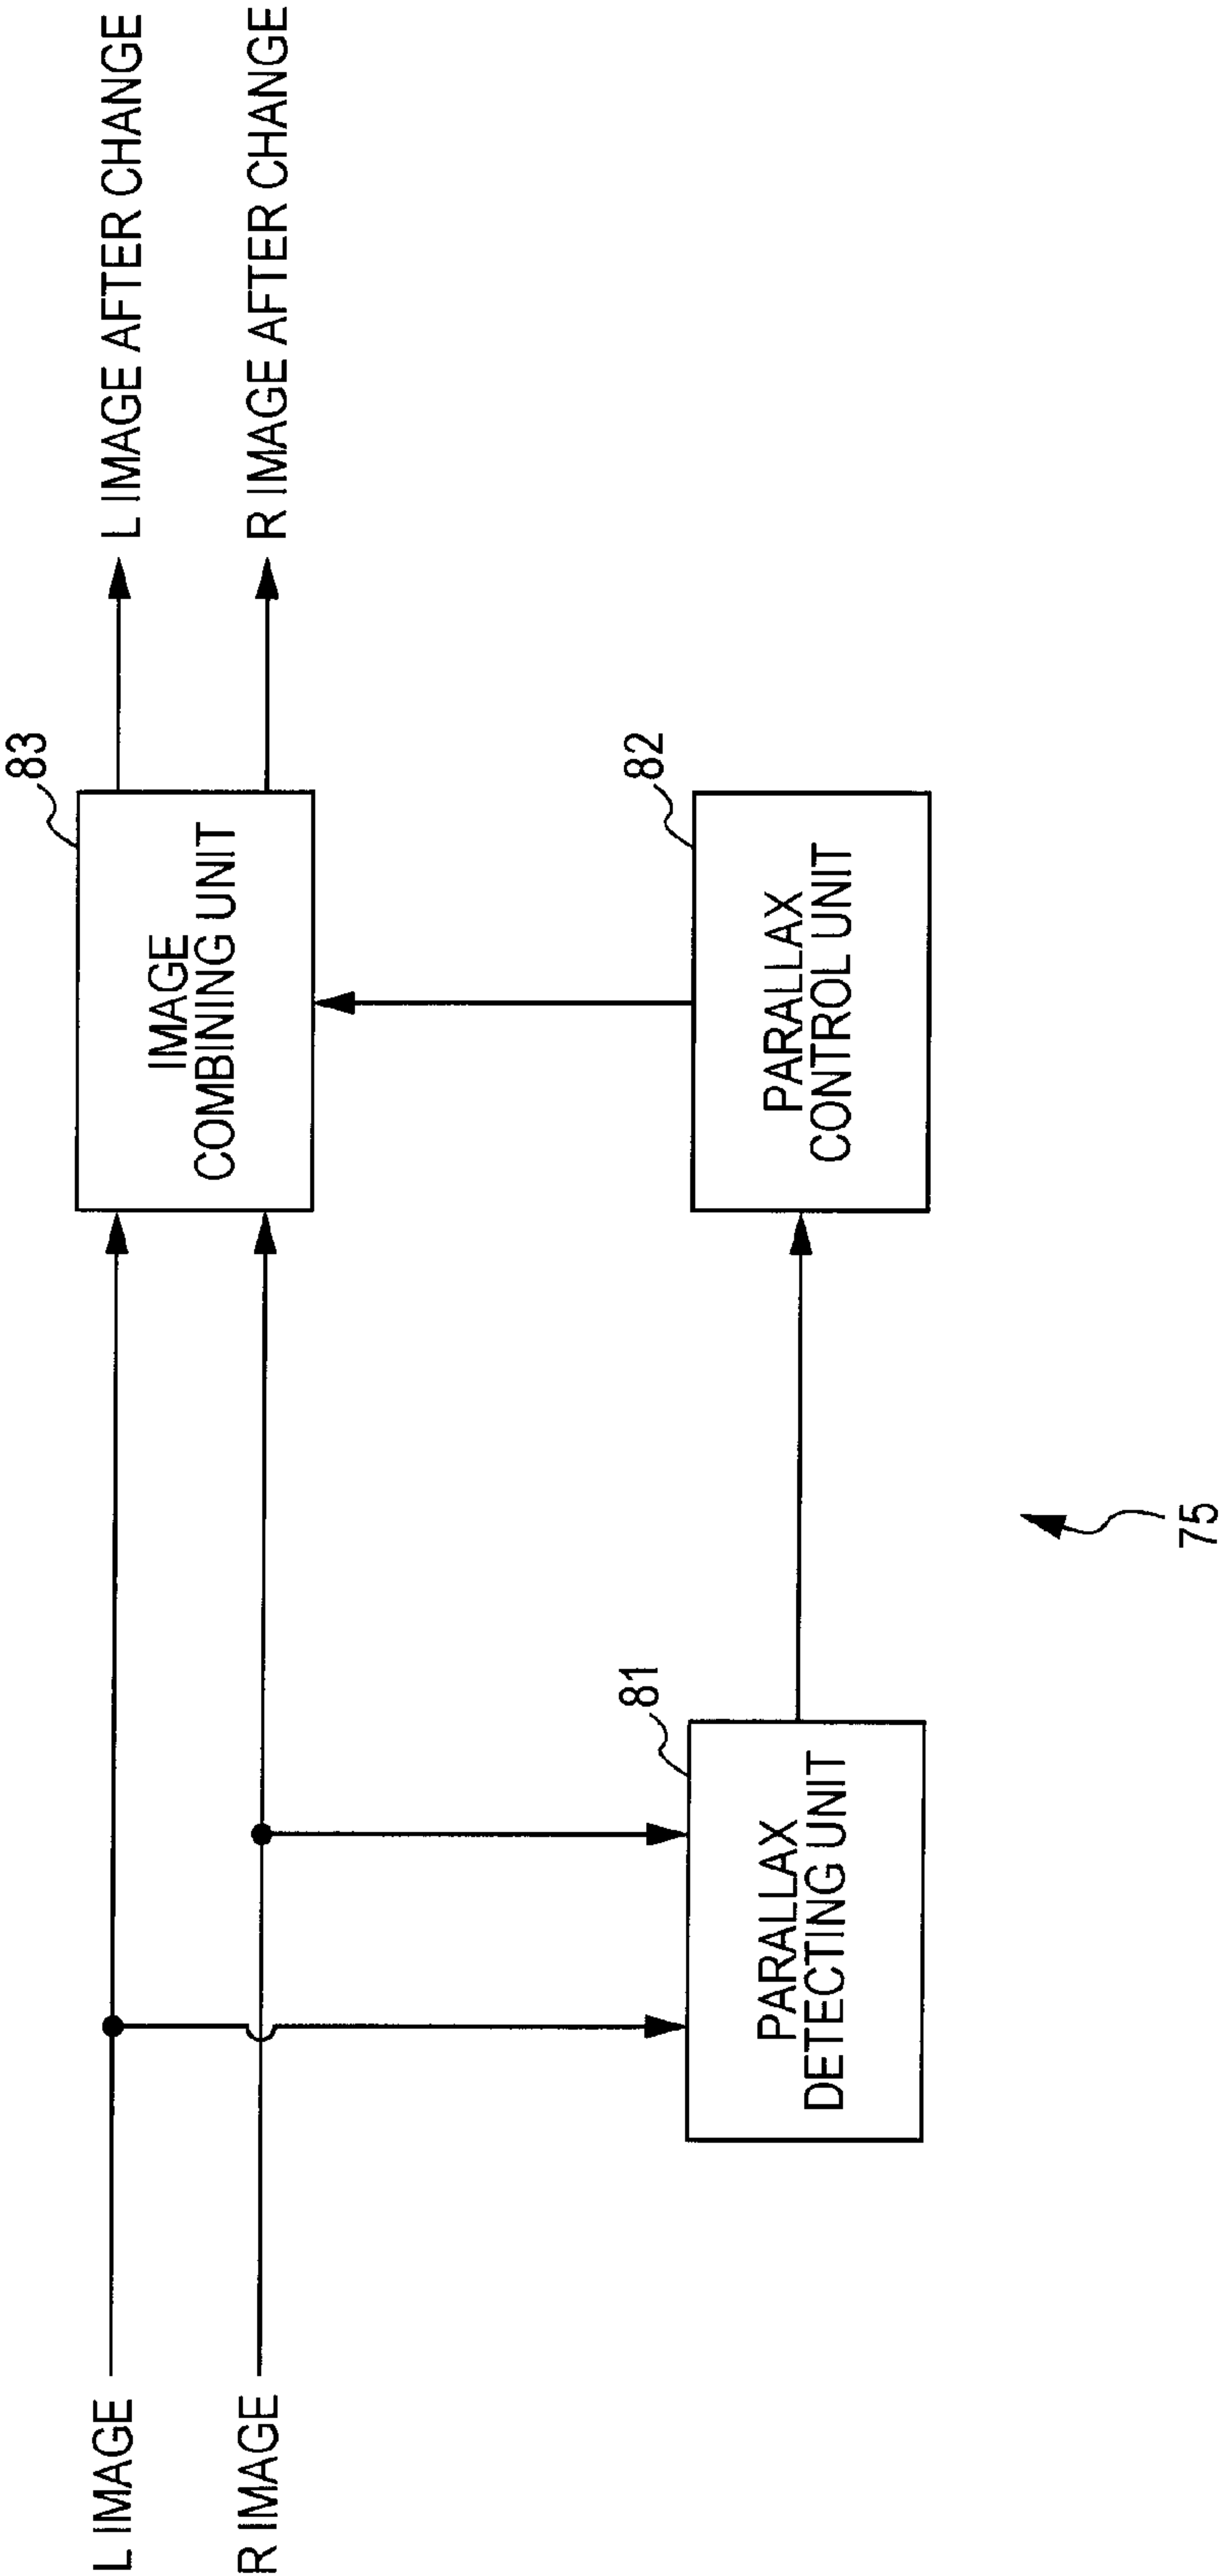 L IMAGE
R IMAGE
83
IMAGE
COMBINING UNIT
L IMAGE AFTER CHANGE
R IMAGE AFTER CHANGE
81
PARALLAX
DETECTING UNIT
82
PARALLAX
CONTROL UNIT
75